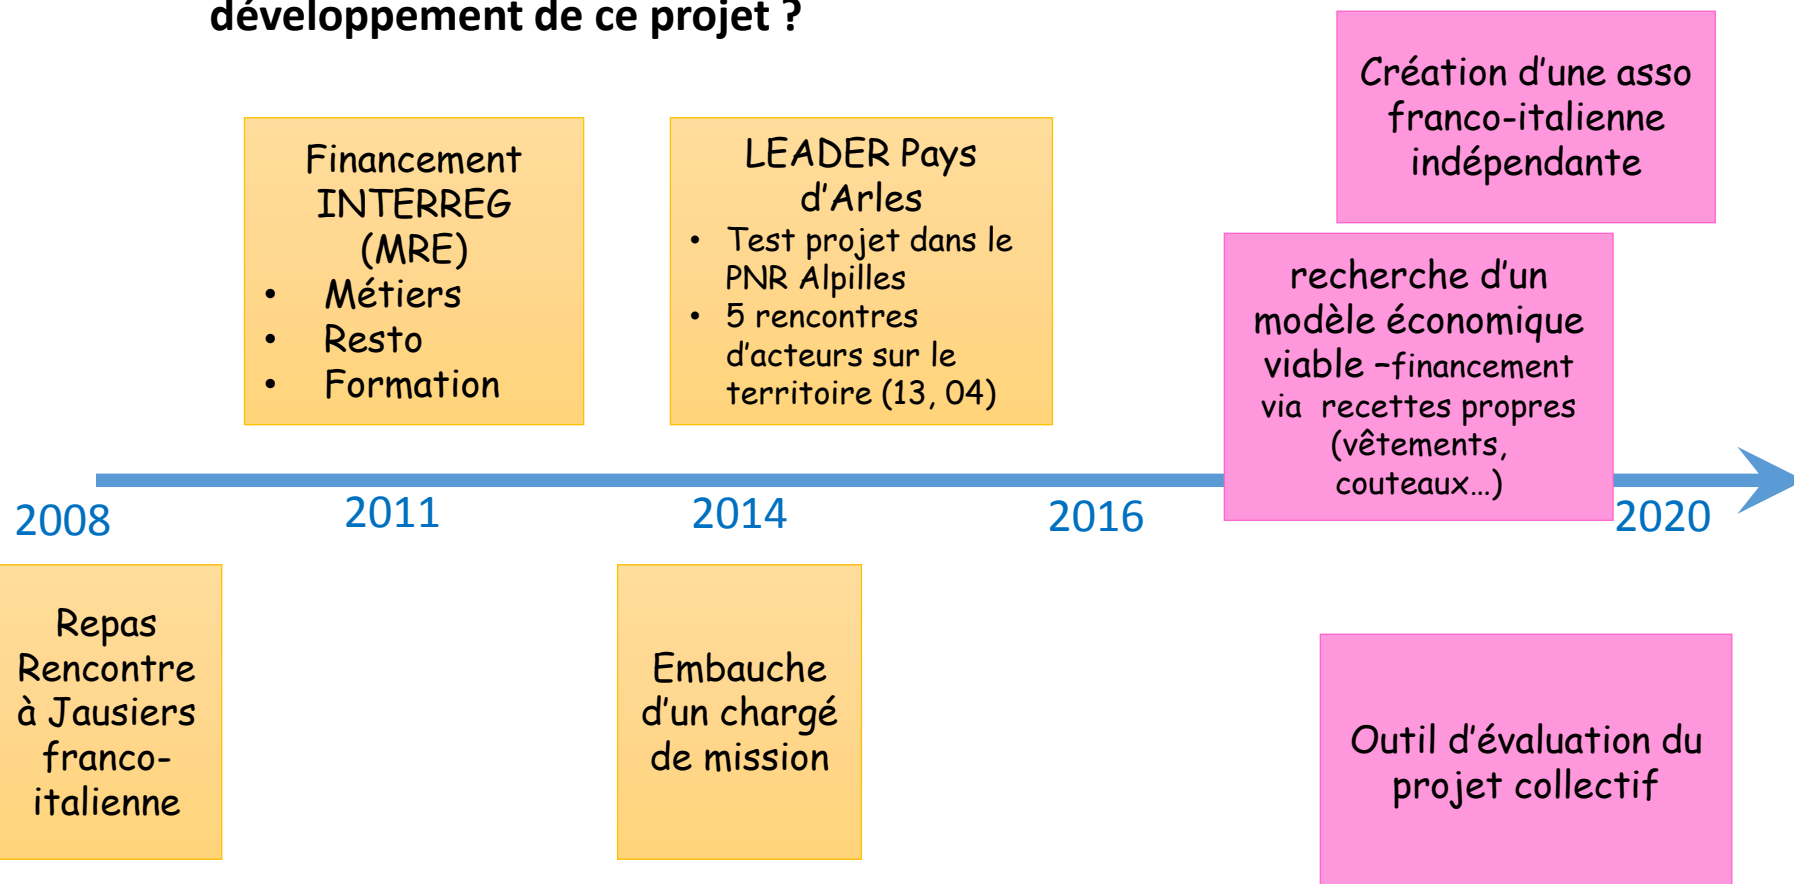 développement de ce projet ?
Création d'une asso
franco-italienne
indépendante
Financement
INTERREG
(MRE)
• Métiers
• Resto
• Formation
LEADER Pays
d'Arles
• Test projet dans le
PNR Alpilles
• 5 rencontres
d'acteurs sur le
territoire (13, 04)
recherche d'un
modèle économique
viable –financement
via recettes propres
(vêtements,
couteaux…)
2008
2011
2014
2016
2020
Repas
Rencontre
à Jausiers
franco-
italienne
Embauche
d'un chargé
de mission
Outil d'évaluation du
projet collectif